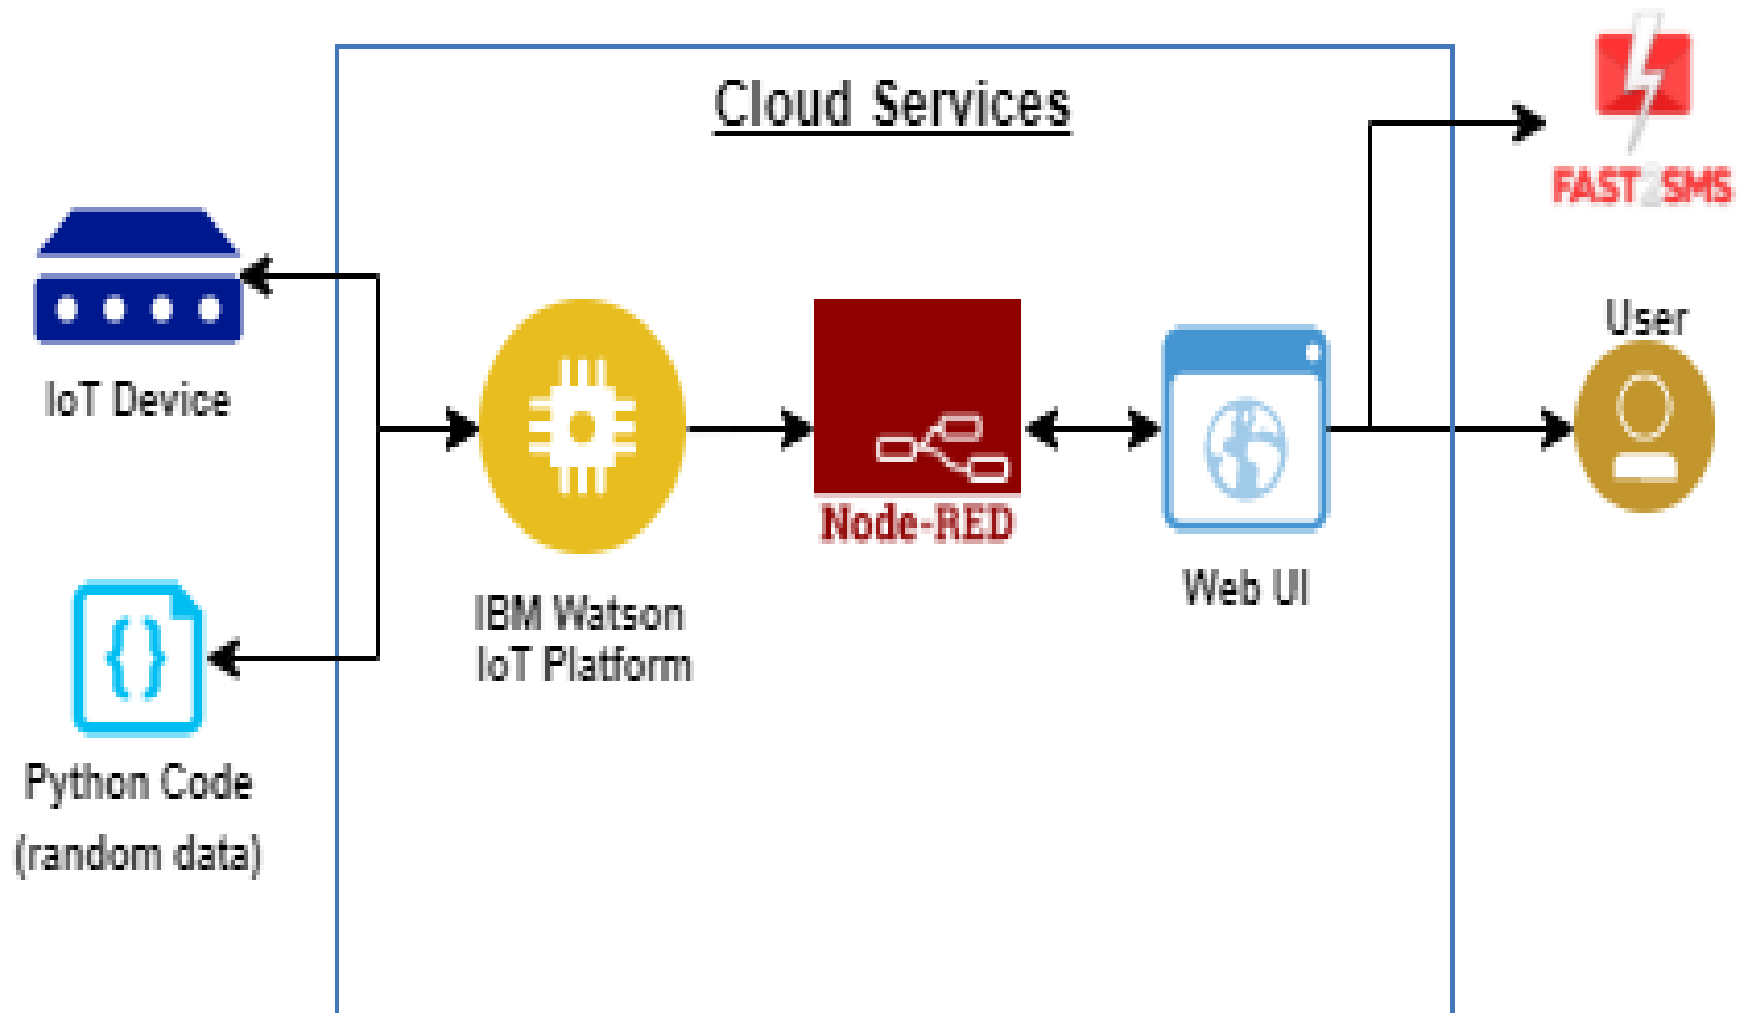 Cloud Services
FAST2SMS
User
IoT Device
Node-RED
Web UI
IBM Watson
IoT Platform
Python Code
(random data)